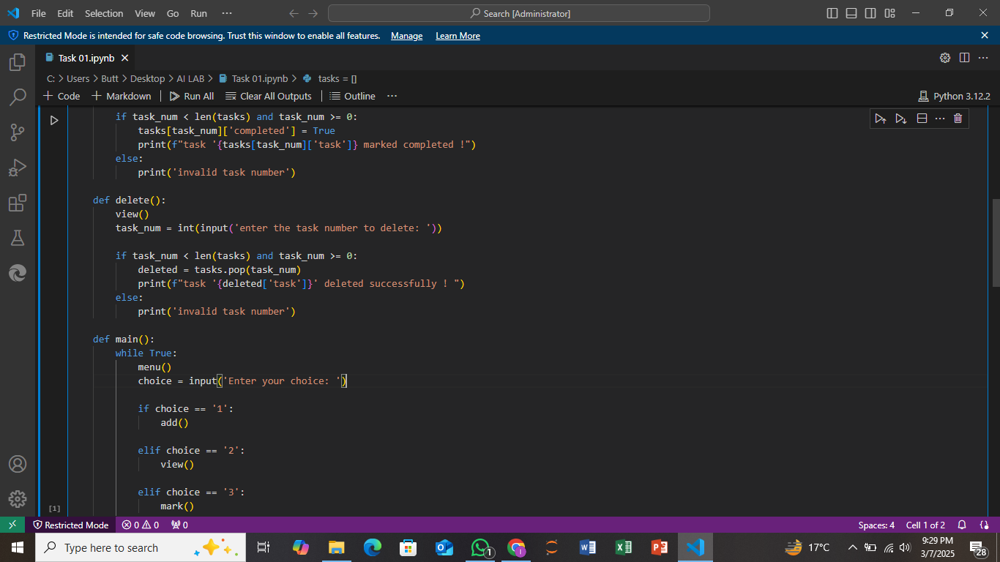 File Edit Selection View Go Run ··· Search [Administrator]
Restricted Mode is intended for safe code browsing. Trust this window to enable all features. Manage Learn More
Task 01.ipynb
C: > Users > Butt > Desktop > AI LAB > Task 01.ipynb > tasks = []
+ Code + Markdown | Run All Clear All Outputs | Outline ··· Python 3.12.2
if task_num < len(tasks) and task_num >= 0:
tasks[task_num]['completed'] = True
print(f"task '{tasks[task_num]['task']} marked completed !")
else:
print('invalid task number')
def delete():
view()
task_num = int(input('enter the task number to delete: '))
if task_num < len(tasks) and task_num >= 0:
deleted = tasks.pop(task_num)
print(f"task '{deleted['task']}' deleted successfully ! ")
else:
print('invalid task number')
def main():
while True:
menu()
choice = input('Enter your choice: ')
if choice == '1':
add()
elif choice == '2':
view()
elif choice == '3':
mark()
[1]
Restricted Mode 0 0 0 Spaces: 4 Cell 1 of 2
Type here to search 1 17°C 9:29 PM
3/7/2025 28